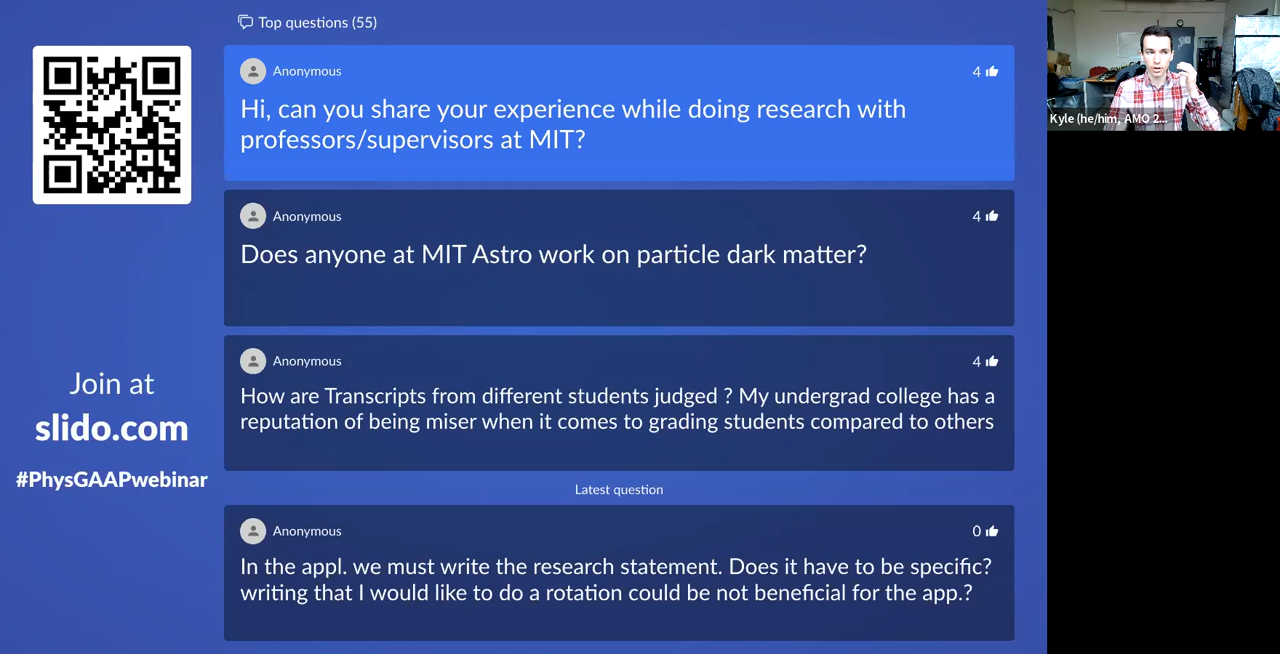 Top questions (55)
Anonymous
4
Hi, can you share your experience while doing research with
professors/supervisors at MIT?
Anonymous
4
Does anyone at MIT Astro work on particle dark matter?
Anonymous
4
How are Transcripts from different students judged ? My undergrad college has a
reputation of being miser when it comes to grading students compared to others
Latest question
Anonymous
0
In the appl. we must write the research statement. Does it have to be specific?
writing that I would like to do a rotation could be not beneficial for the app.?
Join at
slido.com
#PhysGAAPwebinar
Kyle (he/him, AMO 2...